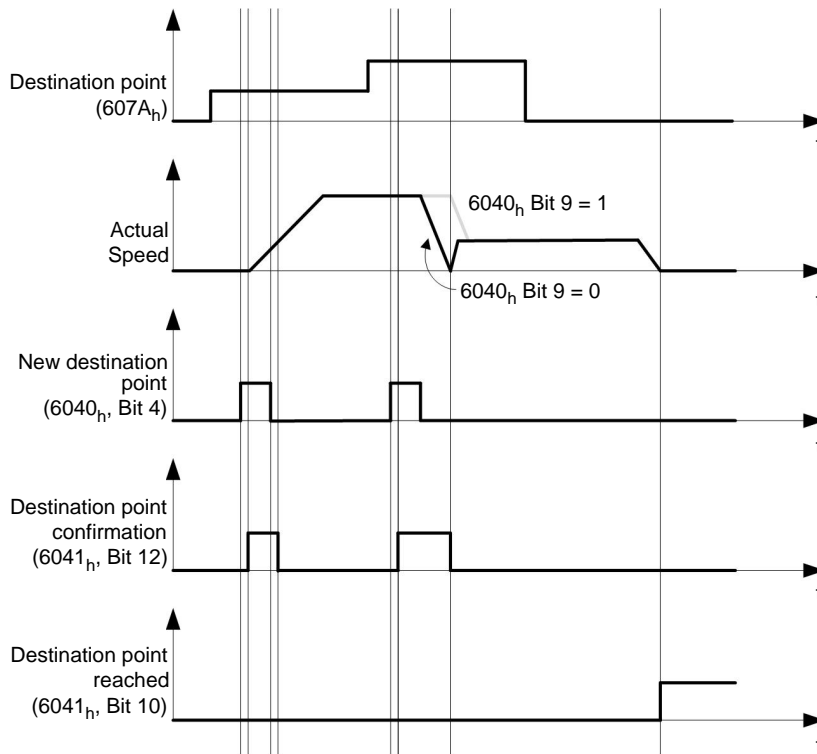 Destination point
(607Ah)
Actual
Speed
6040h Bit 9 = 1
6040h Bit 9 = 0
New destination
point
(6040h, Bit 4)
Destination point
confirmation
(6041h, Bit 12)
Destination point
reached
(6041h, Bit 10)